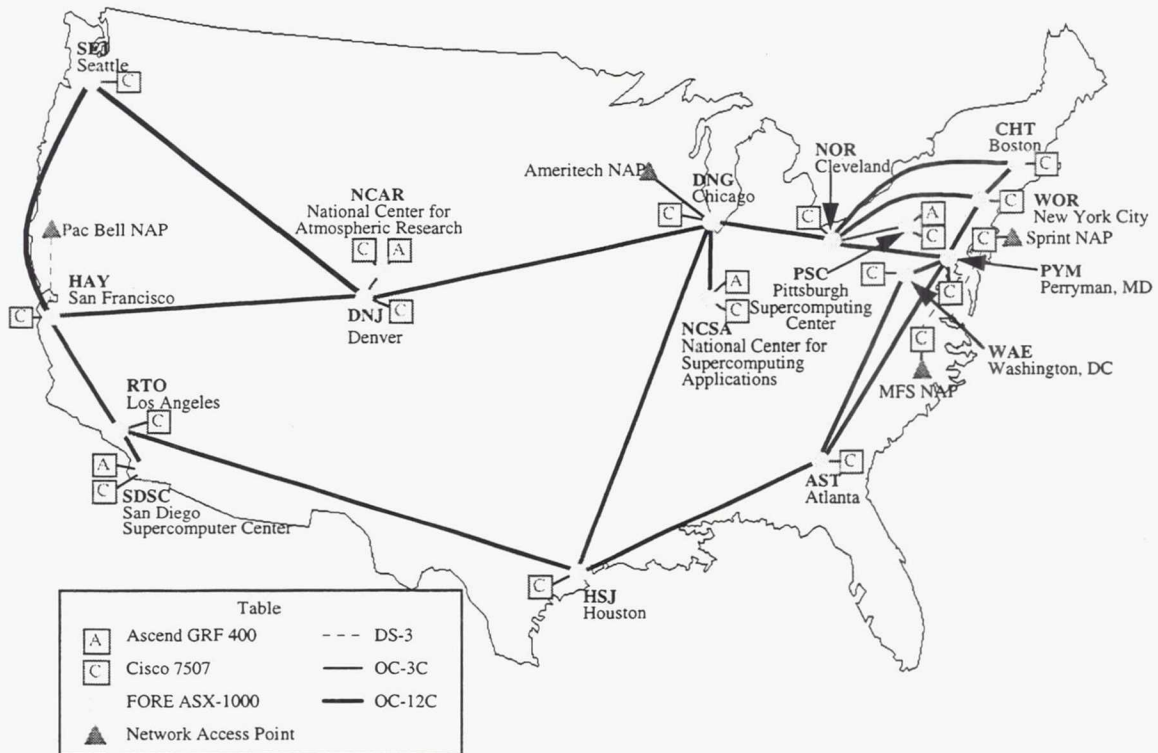 SEJ
Seattle
C
Pac Bell NAP
HAY
San Francisco
C
NCAR
National Center for
Atmospheric Research
C
A
DNJ
C
Denver
RTO
Los Angeles
C
A
C
SDSC
San Diego
Supercomputer Center
Ameritech NAP
DNG
Chicago
C
A
C
NCSA
National Center for
Supercomputing
Applications
NOR
Cleveland
C
CHT
Boston
C
WOR
C
New York City
A
C
C
Sprint NAP
PSC
Pittsburgh
Supercomputing
Center
C
PYM
Perryman, MD
C
C
WAE
Washington, DC
MFS NAP
C
AST
Atlanta
C
HSJ
Houston
Table
A Ascend GRF 400
C Cisco 7507
FORE ASX-1000
Network Access Point
DS-3
OC-3C
OC-12C